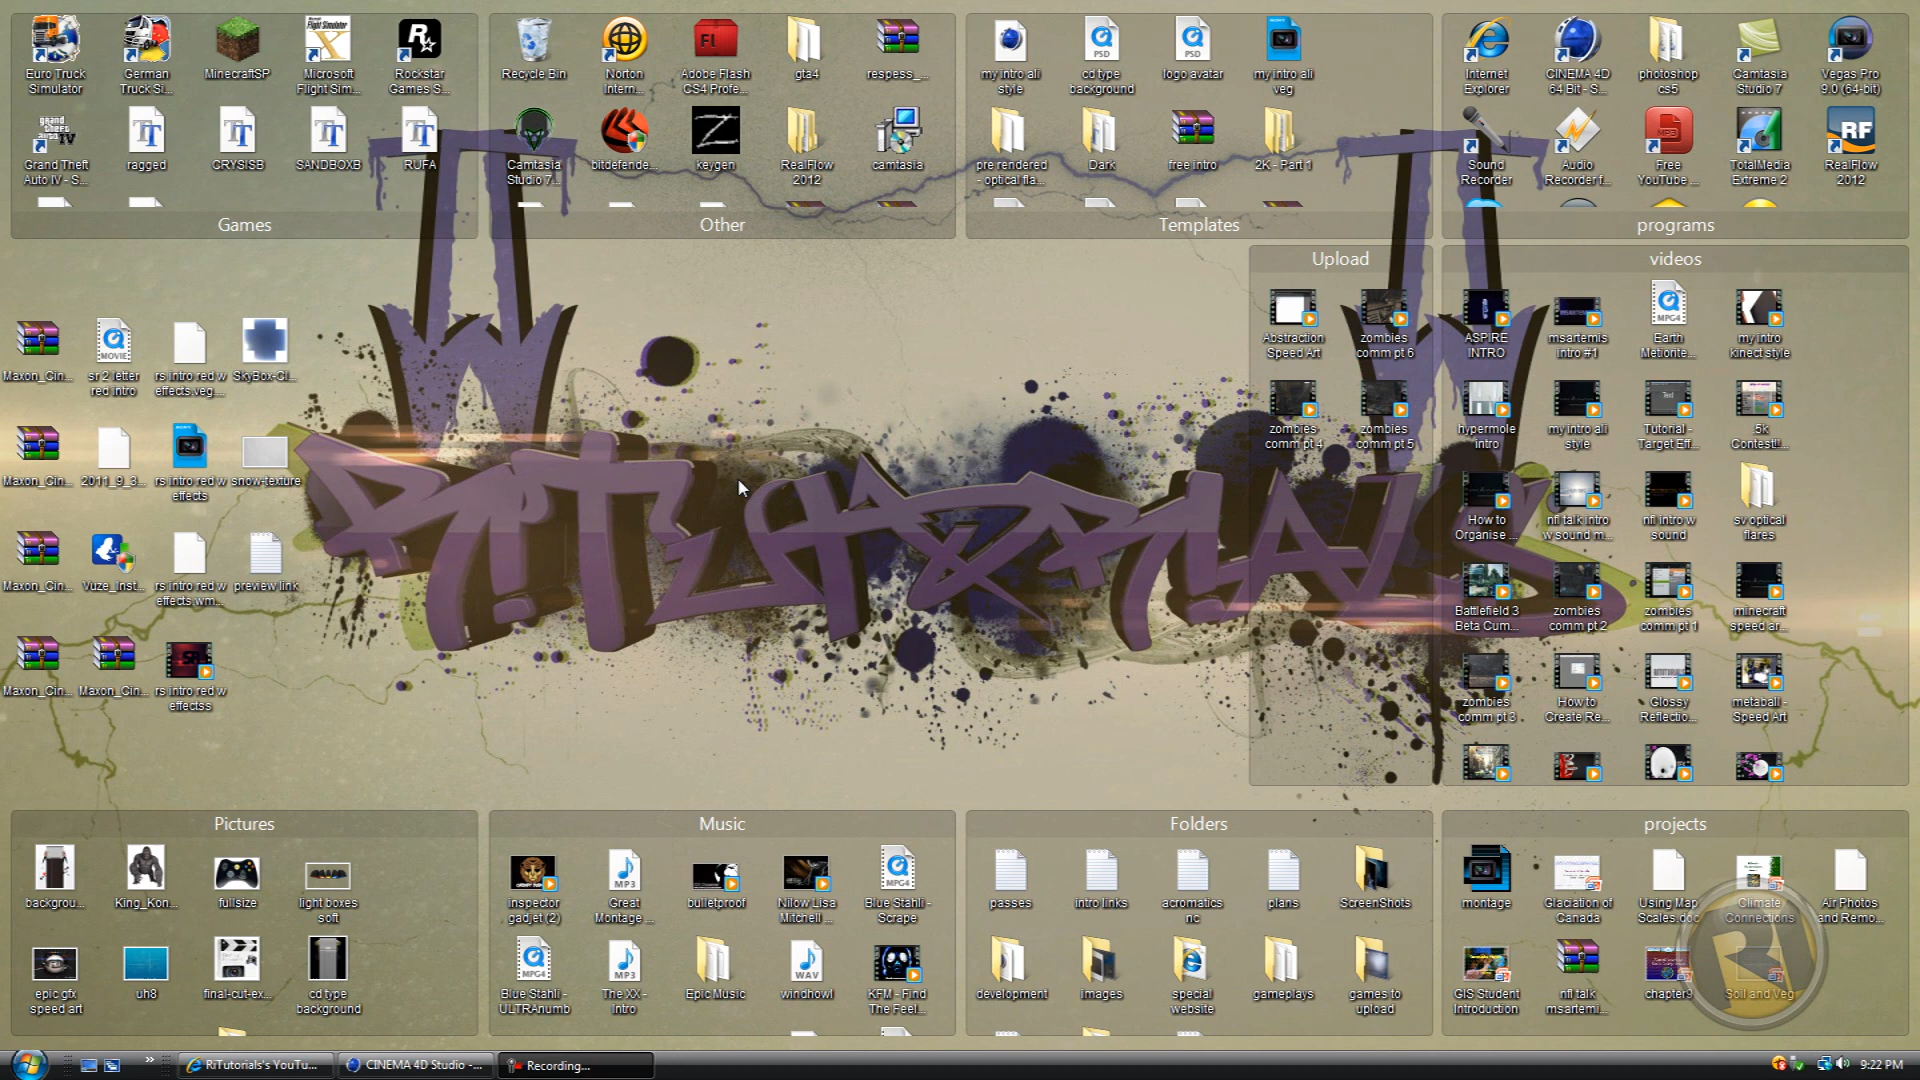 Euro Truck Simulator
German Truck Si...
MinecraftSP
Microsoft Flight Sim...
Rockstar Games S...
Grand Theft Auto IV - S...
ragged
CRYSISB
SANDBOXB
RUFA
Games
Recycle Bin
Norton Intern...
Adobe Flash CS4 Profe...
gta4
respess_...
Camtasia Studio 7...
bitdefende...
keygen
RealFlow 2012
camtasia
Other
my intro ali style
cd type background
logo avatar
my intro ali veg
pre rendered - optical fla...
Dark
free intro
2K - Part 1
Templates
Internet Explorer
CINEMA 4D 64 Bit - S...
photoshop cs5
Camtasia Studio 7
Vegas Pro 9.0 (64-bit)
Sound Recorder
Audio Recorder f...
Free YouTube ...
TotalMedia Extreme 2
RealFlow 2012
programs
Maxon_Cin...
sr 2 letter red intro
rs intro red w effects.veg....
SkyBox-Cl...
Maxon_Cin...
2011_9_3...
rs intro red w effects
snow-texture
Maxon_Cin...
Vuze_Inst...
rs intro red w effects.wm...
preview link
Maxon_Cin...
Maxon_Cin...
rs intro red w effectss
RiTUTORIALS
Upload
Abstraction Speed Art
zombies comm pt 6
zombies comm pt 4
zombies comm pt 5
videos
ASPIRE INTRO
msartemis intro #1
Earth Metiorite...
my intro kinect style
hypermole intro
my intro ali style
Tutorial - Target Eff...
.5k Contest!!...
How to Organise ...
nfl talk intro w sound m...
nfl intro w sound
sv optical flares
Battlefield 3 Beta Cum...
zombies comm pt 2
zombies comm pt 1
minecraft speed ar...
zombies comm pt 3
How to Create Re...
Glossy Reflectio...
metaball - Speed Art
Pictures
backgrou...
King_Kon...
fullsize
light boxes soft
epic gfx speed art
uh8
final-cut-ex...
cd type background
Music
inspector gadjet (2)
Great Montage ...
bulletproof
Nilow Lisa Mitchell ...
Blue Stahli - Scrape
Blue Stahli - ULTRAnumb
The XX - Intro
Epic Music
windhowl
KFM - Find The Feel...
Folders
passes
intro links
acromatics nc
plans
ScreenShots
development
images
special website
gameplays
games to upload
projects
montage
Glaciation of Canada
Using Map Scales.doc
Climate Connections
Air Photos and Remo...
GIS Student Introduction
nfl talk msartemi...
chapter9
Soil and Veg
RiTutorials's YouTu...
CINEMA 4D Studio -...
Recording...
9:22 PM